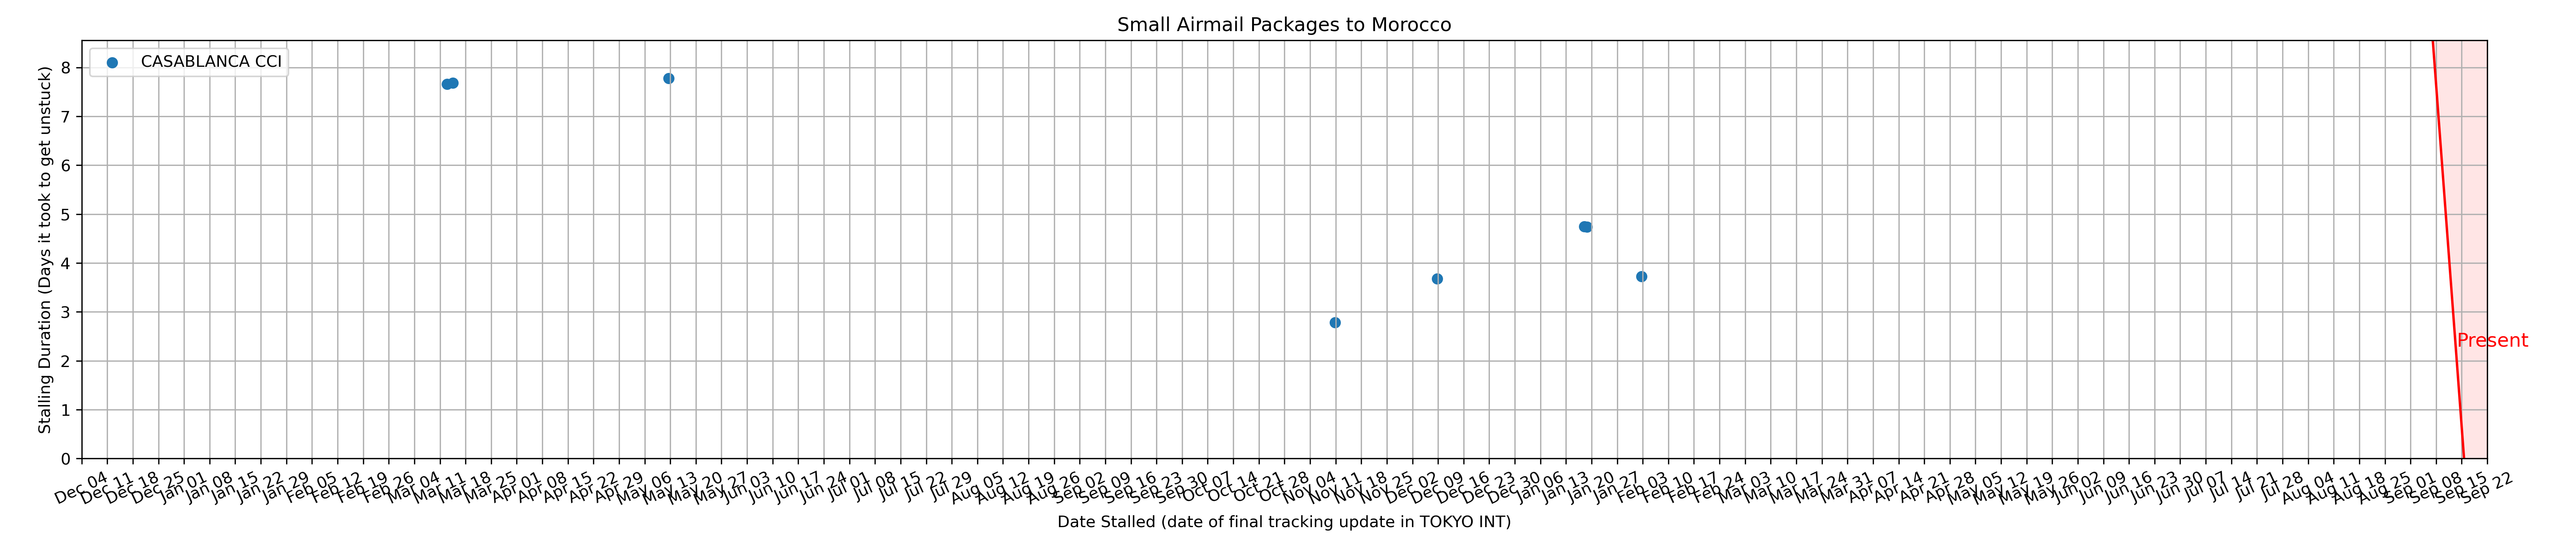 Small Airmail Packages to Morocco
CASABLANCA CCI
Stalling Duration (Days it took to get unstuck)
8
7
6
5
4
3
2
1
0
Present
Dec 04
Dec 11
Dec 18
Dec 25
Jan 01
Jan 08
Jan 15
Jan 22
Jan 29
Feb 05
Feb 12
Feb 19
Feb 26
Mar 04
Mar 11
Mar 18
Mar 25
Apr 01
Apr 08
Apr 15
Apr 22
Apr 29
May 06
May 13
May 20
May 27
Jun 03
Jun 10
Jun 17
Jun 24
Jul 01
Jul 08
Jul 15
Jul 22
Jul 29
Aug 05
Aug 12
Aug 19
Aug 26
Sep 02
Sep 09
Sep 16
Sep 23
Sep 30
Oct 07
Oct 14
Oct 21
Oct 28
Nov 04
Nov 11
Nov 18
Nov 25
Dec 02
Dec 09
Dec 16
Dec 23
Dec 30
Jan 06
Jan 13
Jan 20
Jan 27
Feb 03
Feb 10
Feb 17
Feb 24
Mar 03
Mar 10
Mar 17
Mar 24
Mar 31
Apr 07
Apr 14
Apr 21
Apr 28
May 05
May 12
May 19
May 26
Jun 02
Jun 09
Jun 16
Jun 23
Jun 30
Jul 07
Jul 14
Jul 21
Jul 28
Aug 04
Aug 11
Aug 18
Aug 25
Sep 01
Sep 08
Sep 15
Sep 22
Date Stalled (date of final tracking update in TOKYO INT)